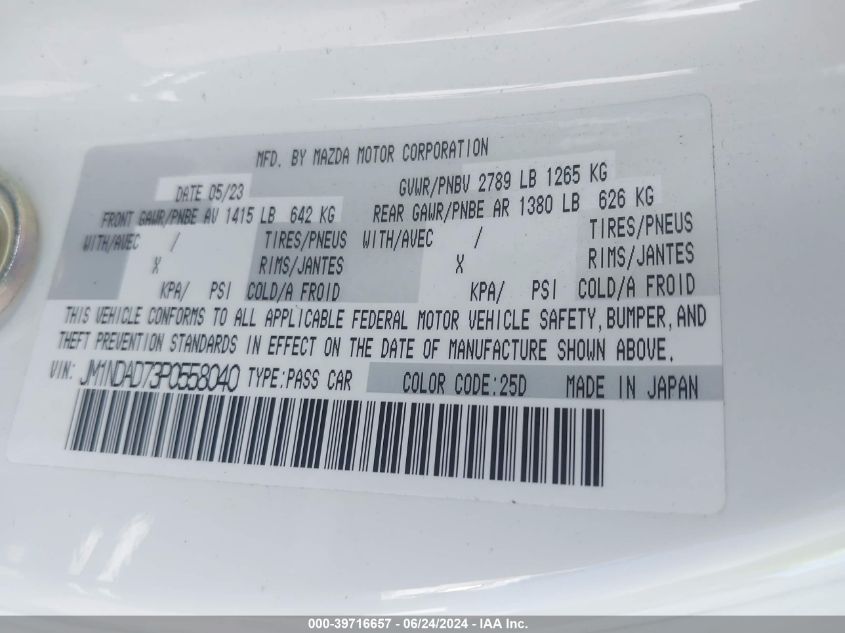 MFD. BY MAZDA MOTOR CORPORATION
DATE 05/23 GVWR/PNBV 2789 LB 1265 KG
FRONT GAWR/PNBE AV 1415 LB 642 KG REAR GAWR/PNBE AR 1380 LB 626 KG
WITH/AVEC / TIRES/PNEUS WITH/AVEC / TIRES/PNEUS
X RIMS/JANTES X RIMS/JANTES
KPA/ PSI COLD/A FROID KPA/ PSI COLD/A FROID
THIS VEHICLE CONFORMS TO ALL APPLICABLE FEDERAL MOTOR VEHICLE SAFETY, BUMPER, AND
THEFT PREVENTION STANDARDS IN EFFECT ON THE DATE OF MANUFACTURE SHOWN ABOVE.
VIN: JM1NDAD73P0558040 TYPE:PASS CAR COLOR CODE:25D MADE IN JAPAN
000-39716657 - 06/24/2024 - IAA Inc.